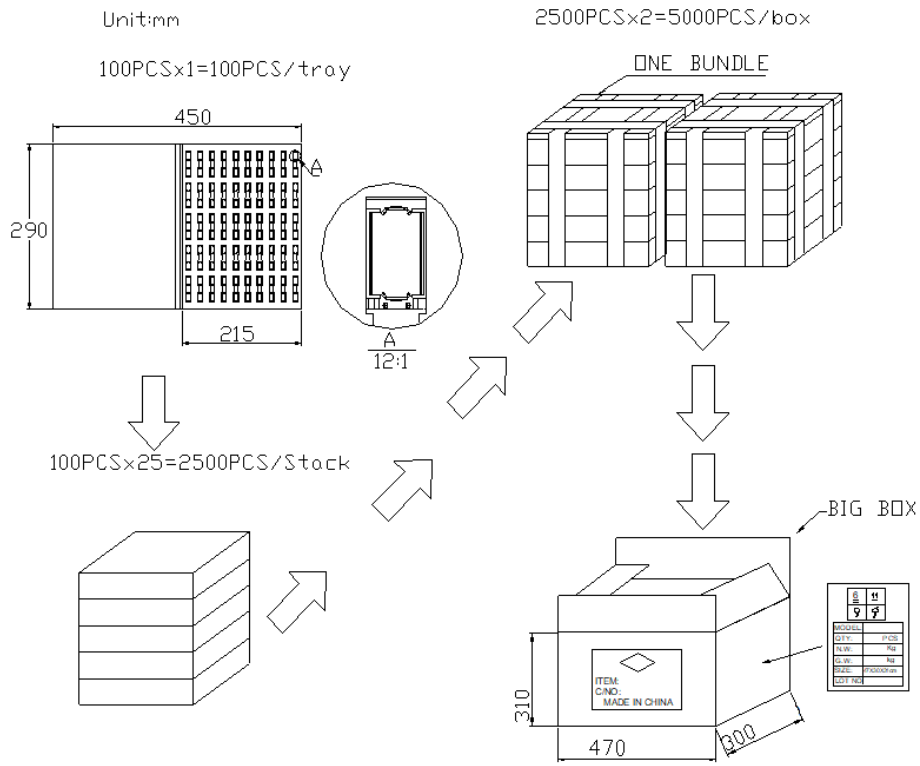 Unit:mm
2500PCSx2=5000PCS/box
100PCSx1=100PCS/tray
ONE BUNDLE
450
A
290
215
A
12:1
100PCSx25=2500PCS/Stack
BIG BOX
MODEL:
QTY: PCS
N.W: Kg
G.W: kg
SIZE:
LOT NO
ITEM:
C/NO:
MADE IN CHINA
310
470
300